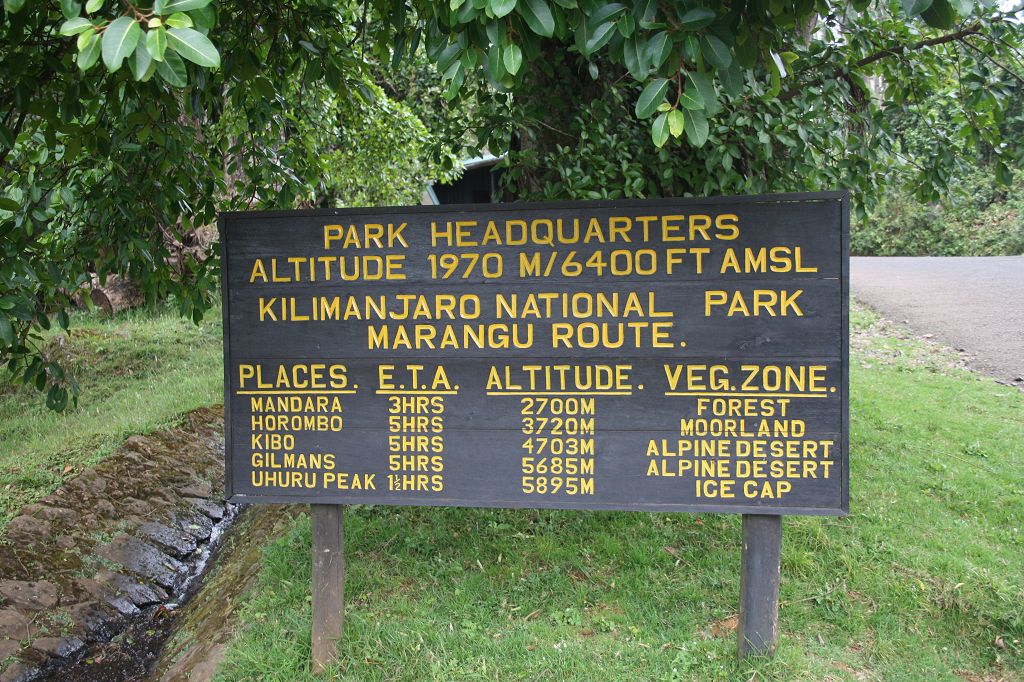 PARK HEADQUARTERS
ALTITUDE 1970 M/6400 FT AMSL
KILIMANJARO NATIONAL PARK
MARANGU ROUTE.
PLACES. E.T.A. ALTITUDE. VEG.ZONE.
MANDARA 3HRS 2700M FOREST
HOROMBO 5HRS 3720M MOORLAND
KIBO 5HRS 4703M ALPINE DESERT
GILMANS 5HRS 5685M ALPINE DESERT
UHURU PEAK 1½HRS 5895M ICE CAP